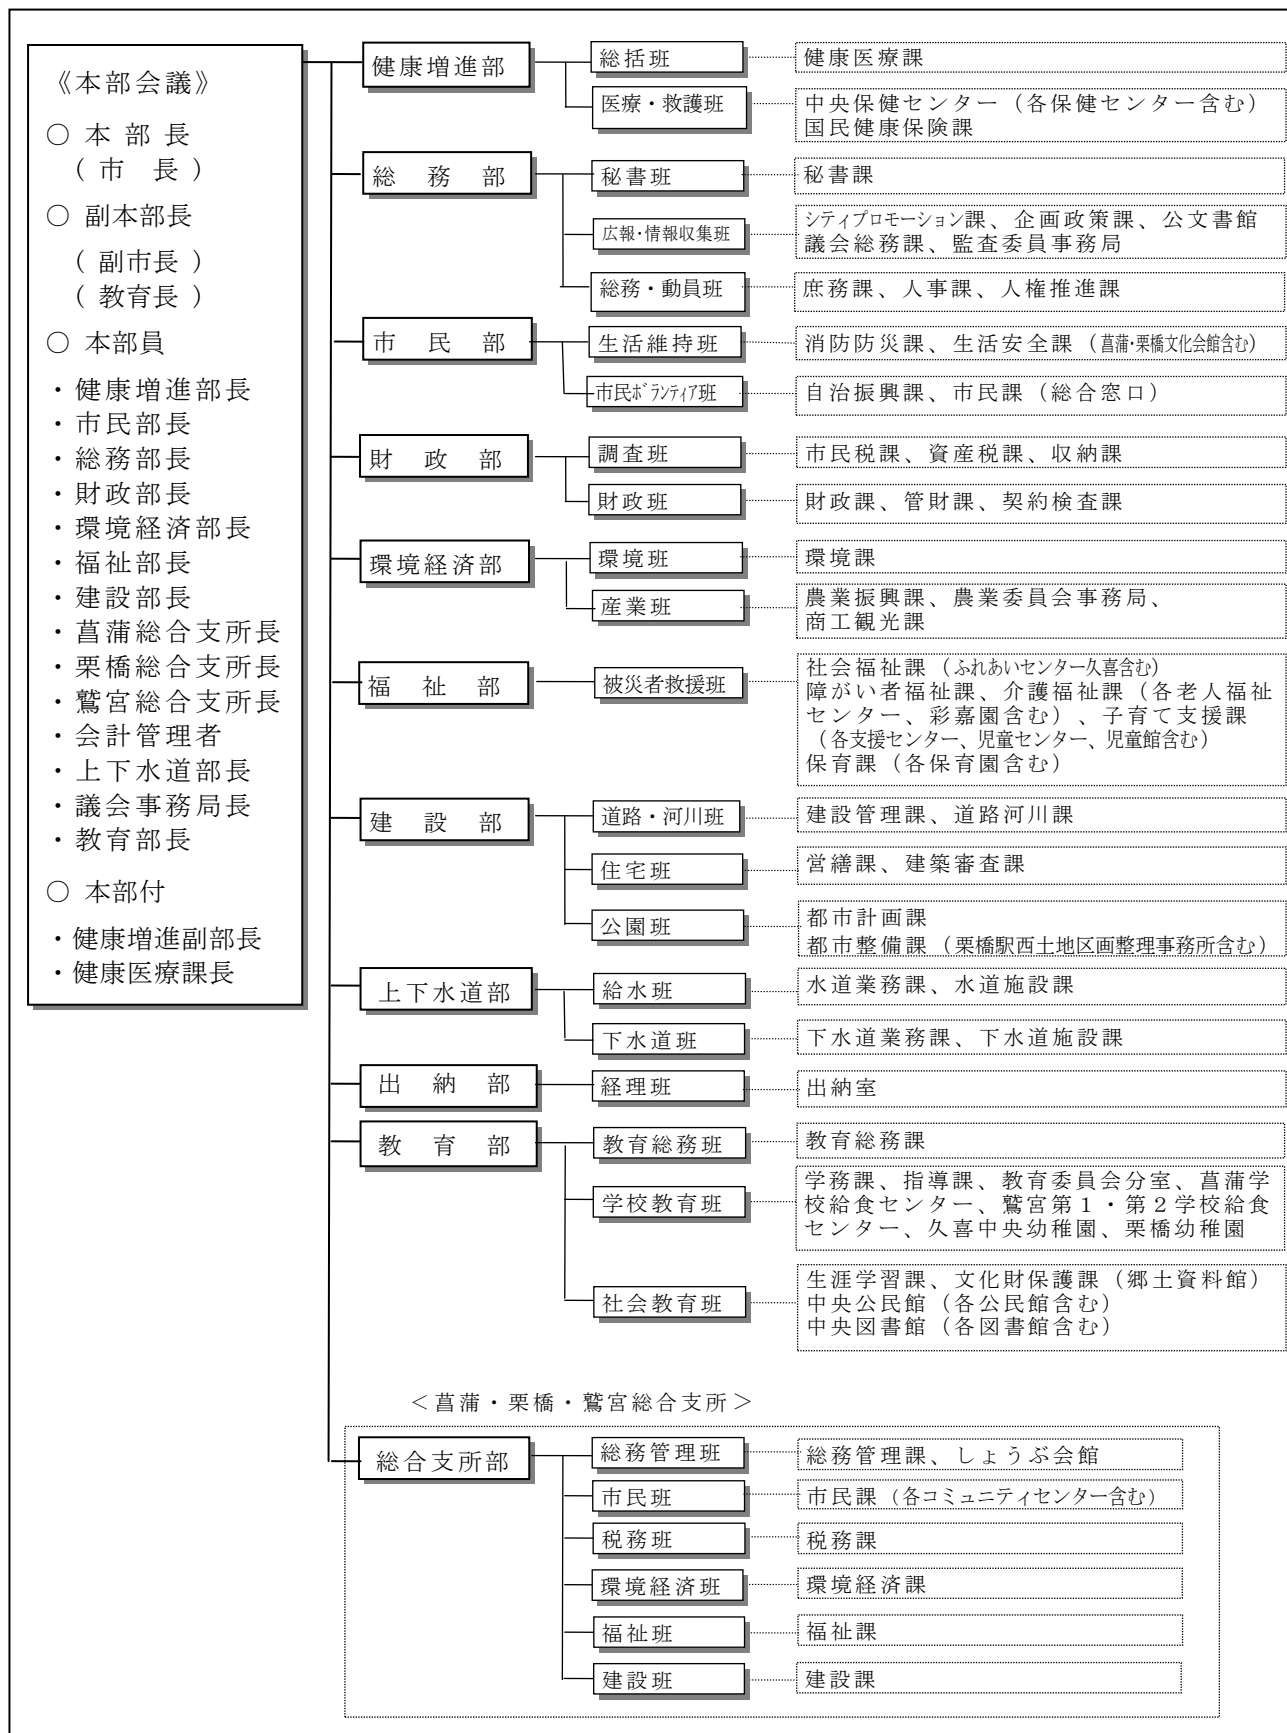 《本部会議》
○ 本 部 長
（ 市　長 ）
○ 副本部長
（ 副市長 ）
（ 教育長 ）
○ 本部員
・健康増進部長
・市民部長
・総務部長
・財政部長
・環境経済部長
・福祉部長
・建設部長
・菖蒲総合支所長
・栗橋総合支所長
・鷲宮総合支所長
・会計管理者
・上下水道部長
・議会事務局長
・教育部長
○ 本部付
・健康増進副部長
・健康医療課長
健康増進部
総括班
健康医療課
医療・救護班
中央保健センター（各保健センター含む）
国民健康保険課
総　務　部
秘書班
秘書課
広報・情報収集班
シティプロモーション課、企画政策課、公文書館
議会総務課、監査委員事務局
総務・動員班
庶務課、人事課、人権推進課
市　民　部
生活維持班
消防防災課、生活安全課（菖蒲・栗橋文化会館含む）
市民ボランティア班
自治振興課、市民課（総合窓口）
財　政　部
調査班
市民税課、資産税課、収納課
財政班
財政課、管財課、契約検査課
環境経済部
環境班
環境課
産業班
農業振興課、農業委員会事務局、
商工観光課
福　祉　部
被災者救援班
社会福祉課（ふれあいセンター久喜含む）
障がい者福祉課、介護福祉課（各老人福祉
センター、彩嘉園含む）、子育て支援課
（各支援センター、児童センター、児童館含む）
保育課（各保育園含む）
建　設　部
道路・河川班
建設管理課、道路河川課
住宅班
営繕課、建築審査課
公園班
都市計画課
都市整備課（栗橋駅西土地区画整理事務所含む）
上下水道部
給水班
水道業務課、水道施設課
下水道班
下水道業務課、下水道施設課
出　納　部
経理班
出納室
教　育　部
教育総務班
教育総務課
学校教育班
学務課、指導課、教育委員会分室、菖蒲学
校給食センター、鷲宮第１・第２学校給食
センター、久喜中央幼稚園、栗橋幼稚園
社会教育班
生涯学習課、文化財保護課（郷土資料館）
中央公民館（各公民館含む）
中央図書館（各図書館含む）
＜菖蒲・栗橋・鷲宮総合支所＞
総合支所部
総務管理班
総務管理課、しょうぶ会館
市民班
市民課（各コミュニティセンター含む）
税務班
税務課
環境経済班
環境経済課
福祉班
福祉課
建設班
建設課